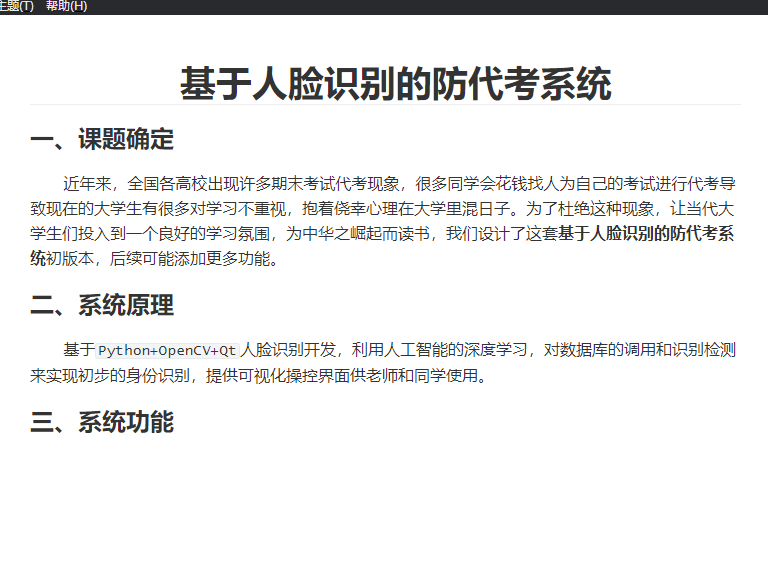 主题(T) 帮助(H)
基于人脸识别的防代考系统
一、课题确定
近年来，全国各高校出现许多期末考试代考现象，很多同学会花钱找人为自己的考试进行代考导
致现在的大学生有很多对学习不重视，抱着侥幸心理在大学里混日子。为了杜绝这种现象，让当代大
学生们投入到一个良好的学习氛围，为中华之崛起而读书，我们设计了这套基于人脸识别的防代考系
统初版本，后续可能添加更多功能。
二、系统原理
基于Python+OpenCV+Qt人脸识别开发，利用人工智能的深度学习，对数据库的调用和识别检测
来实现初步的身份识别，提供可视化操控界面供老师和同学使用。
三、系统功能